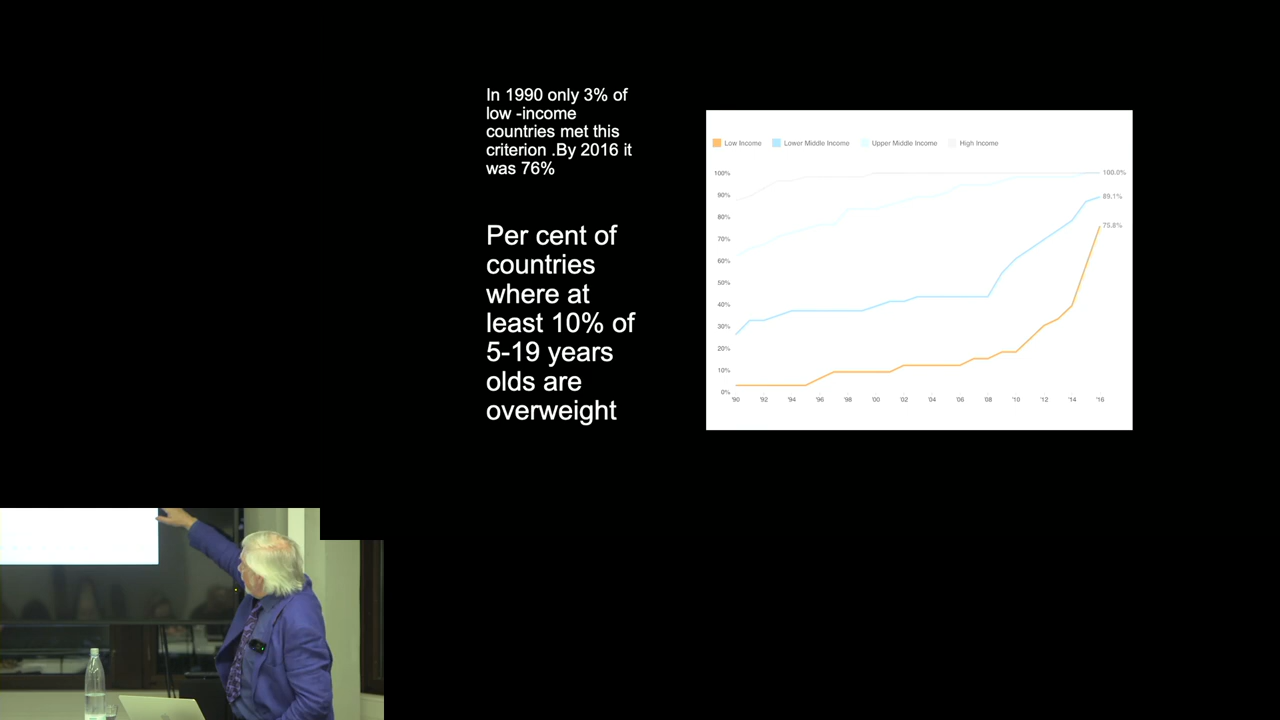 In 1990 only 3% of
low -income
countries met this
criterion .By 2016 it
was 76%
Per cent of
countries
where at
least 10% of
5-19 years
olds are
overweight
Low Income Lower Middle Income Upper Middle Income High Income
100%
90%
80%
70%
60%
50%
40%
30%
20%
10%
0%
100.0%
89.1%
75.8%
'90 '92 '94 '96 '98 '00 '02 '04 '06 '08 '10 '12 '14 '16